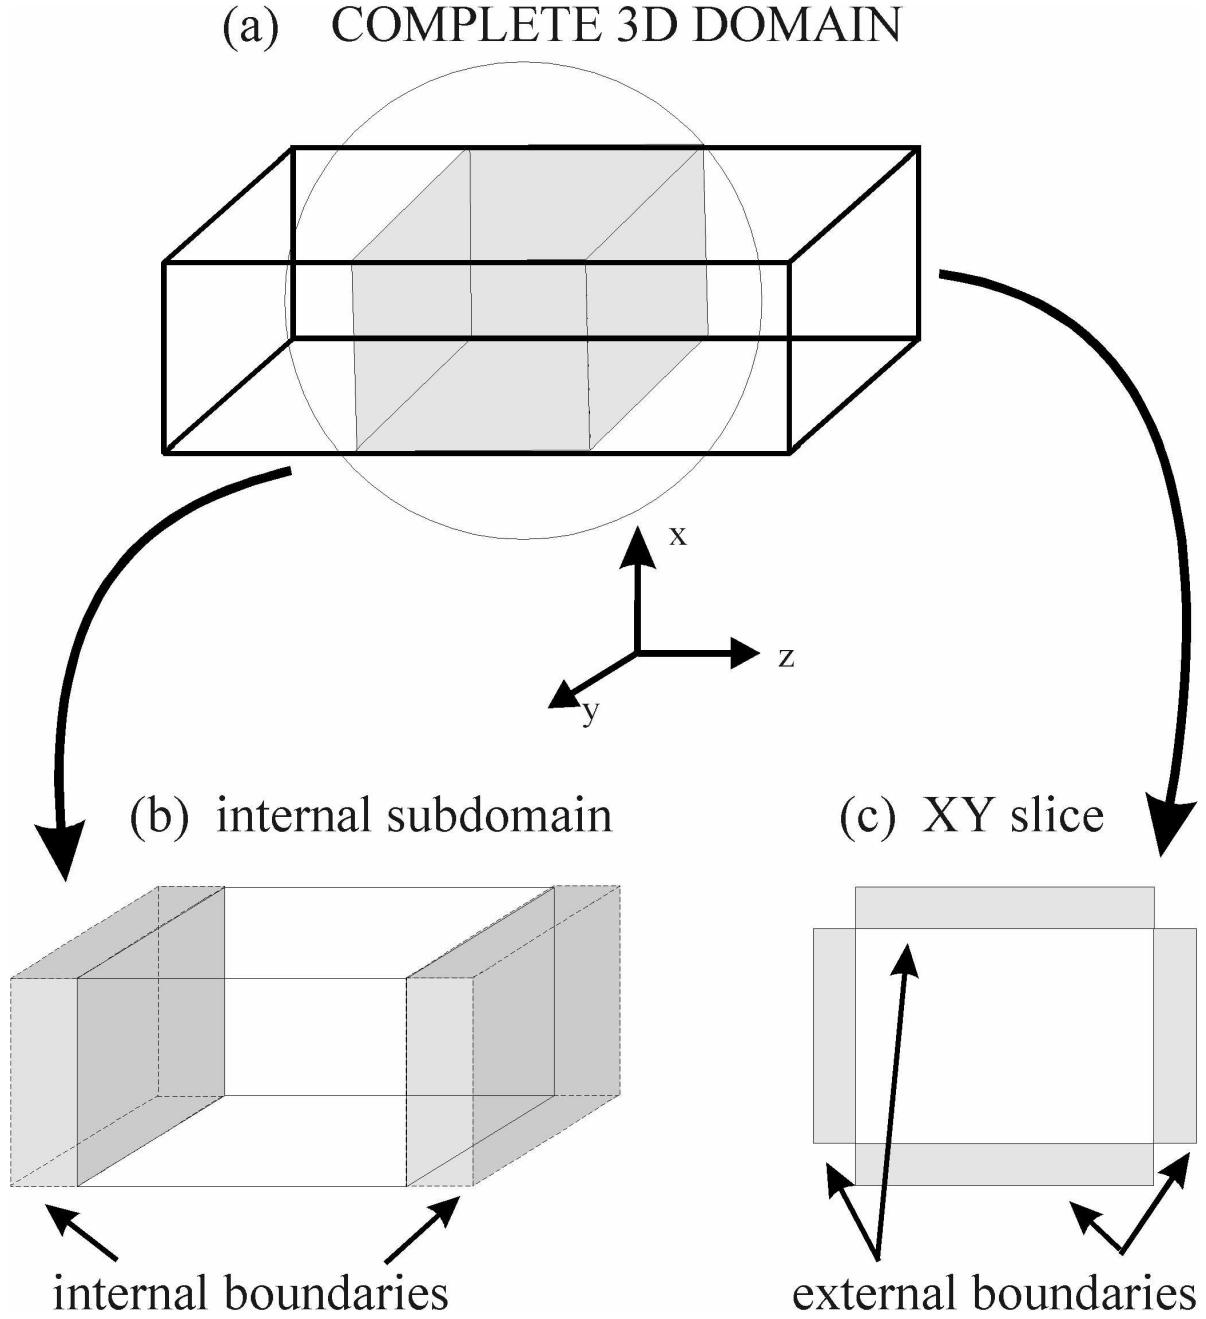 (a) COMPLETE 3D DOMAIN
x
z
y
(b) internal subdomain
(c) XY slice
internal boundaries
external boundaries